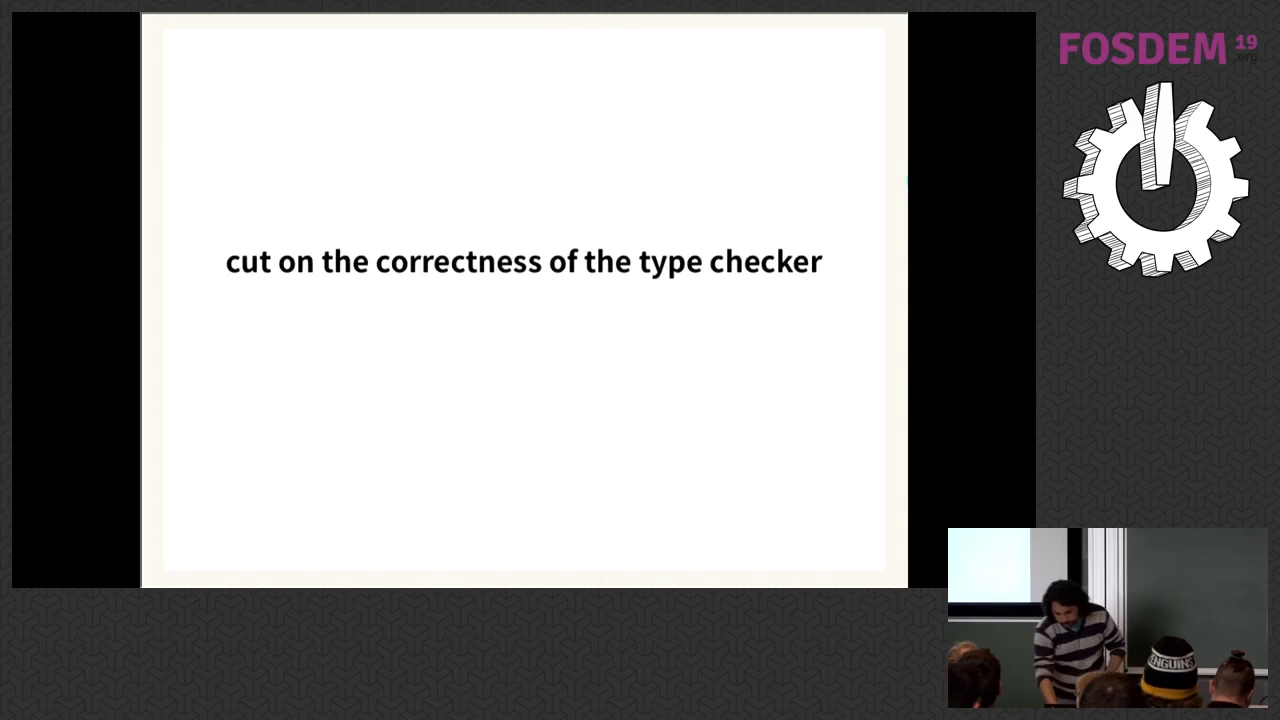 FOSDEM 19
.org
cut on the correctness of the type checker
ENGUINS